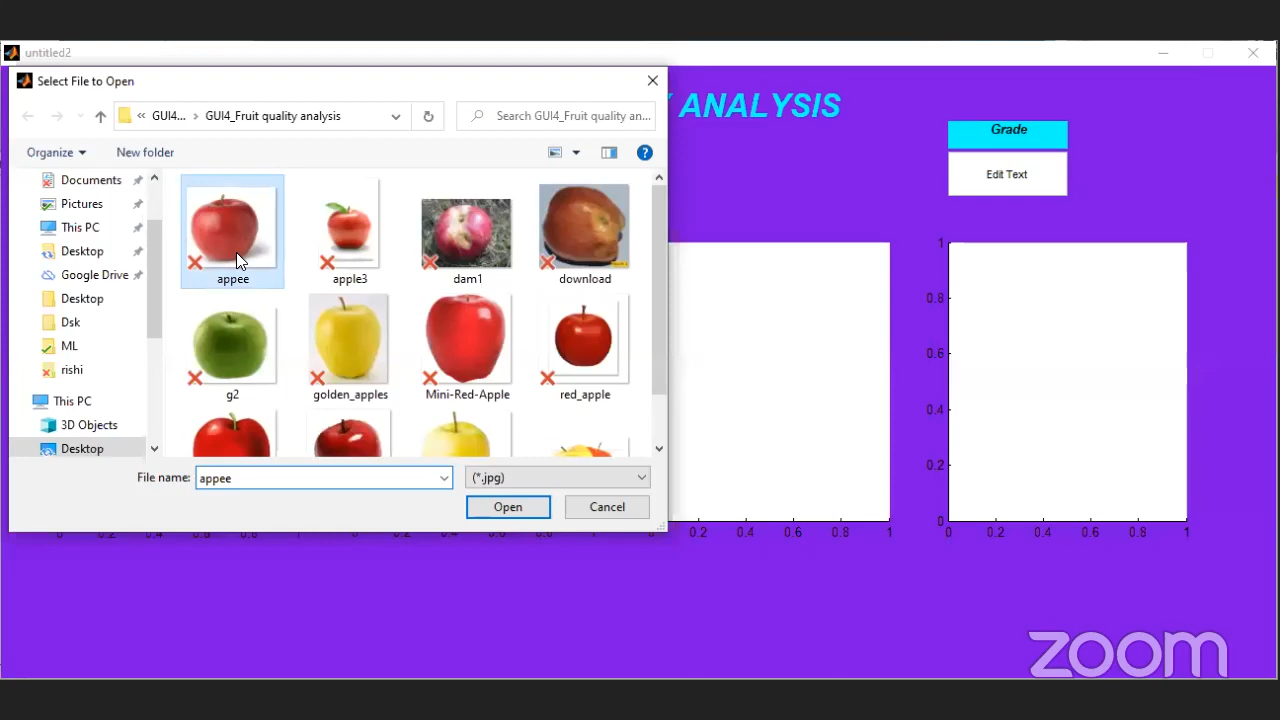 untitled2
Select File to Open
GUI4... › GUI4_Fruit quality analysis
Search GUI4_Fruit quality an...
ANALYSIS
Grade
Edit Text
Organize
New folder
Documents
Pictures
This PC
Desktop
Google Drive
Desktop
Dsk
ML
rishi
This PC
3D Objects
Desktop
appee
apple3
dam1
download
g2
golden_apples
Mini-Red-Apple
red_apple
File name:
appee
(*.jpg)
Open
Cancel
0.2 0.4 0.6 0.8 1
1
0.8
0.6
0.4
0.2
0
0 0.2 0.4 0.6 0.8 1
zoom